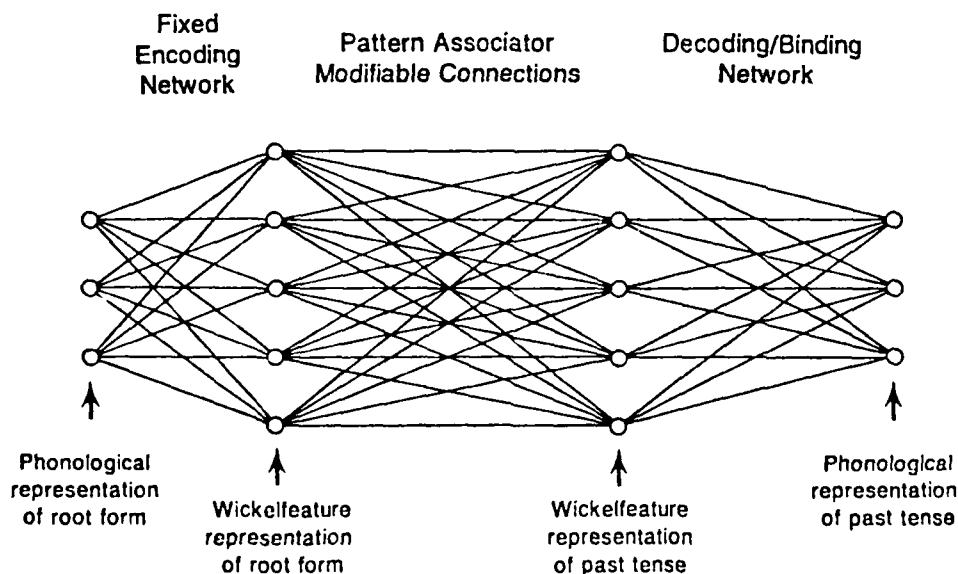 Fixed
Encoding
Network
Pattern Associator
Modifiable Connections
Decoding/Binding
Network
Phonological
representation
of root form
Wickelfeature
representation
of root form
Wickelfeature
representation
of past tense
Phonological
representation
of past tense